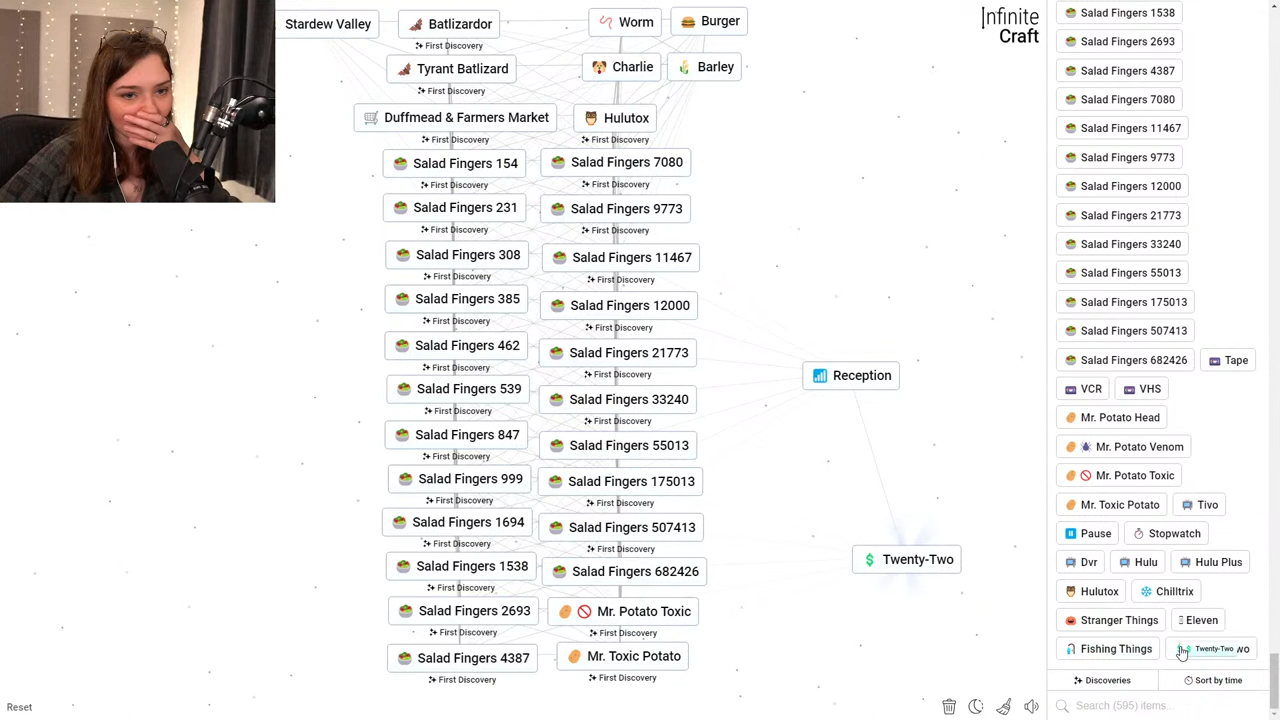 Stardew Valley
Batlizardor
First Discovery
Worm
Burger
Infinite
Craft
Tyrant Batlizard
First Discovery
Charlie
Barley
Duffmead & Farmers Market
First Discovery
Hulutox
First Discovery
Salad Fingers 154
First Discovery
Salad Fingers 7080
First Discovery
Salad Fingers 231
First Discovery
Salad Fingers 9773
First Discovery
Salad Fingers 308
First Discovery
Salad Fingers 11467
First Discovery
Salad Fingers 385
First Discovery
Salad Fingers 12000
First Discovery
Salad Fingers 462
First Discovery
Salad Fingers 21773
First Discovery
Salad Fingers 539
First Discovery
Salad Fingers 33240
First Discovery
Salad Fingers 847
First Discovery
Salad Fingers 55013
First Discovery
Salad Fingers 999
First Discovery
Salad Fingers 175013
First Discovery
Salad Fingers 1694
First Discovery
Salad Fingers 507413
First Discovery
Salad Fingers 1538
First Discovery
Salad Fingers 682426
First Discovery
Salad Fingers 2693
First Discovery
Mr. Potato Toxic
First Discovery
Salad Fingers 4387
First Discovery
Mr. Toxic Potato
First Discovery
Reception
Twenty-Two
Reset
Salad Fingers 1538
Salad Fingers 2693
Salad Fingers 4387
Salad Fingers 7080
Salad Fingers 11467
Salad Fingers 9773
Salad Fingers 12000
Salad Fingers 21773
Salad Fingers 33240
Salad Fingers 55013
Salad Fingers 175013
Salad Fingers 507413
Salad Fingers 682426 Tape
VCR VHS
Mr. Potato Head
Mr. Potato Venom
Mr. Potato Toxic
Mr. Toxic Potato Tivo
Pause Stopwatch
Dvr Hulu Hulu Plus
Hulutox Chilltrix
Stranger Things Eleven
Fishing Things Twenty-Two wo
Discoveries Sort by time
Search (595) items...